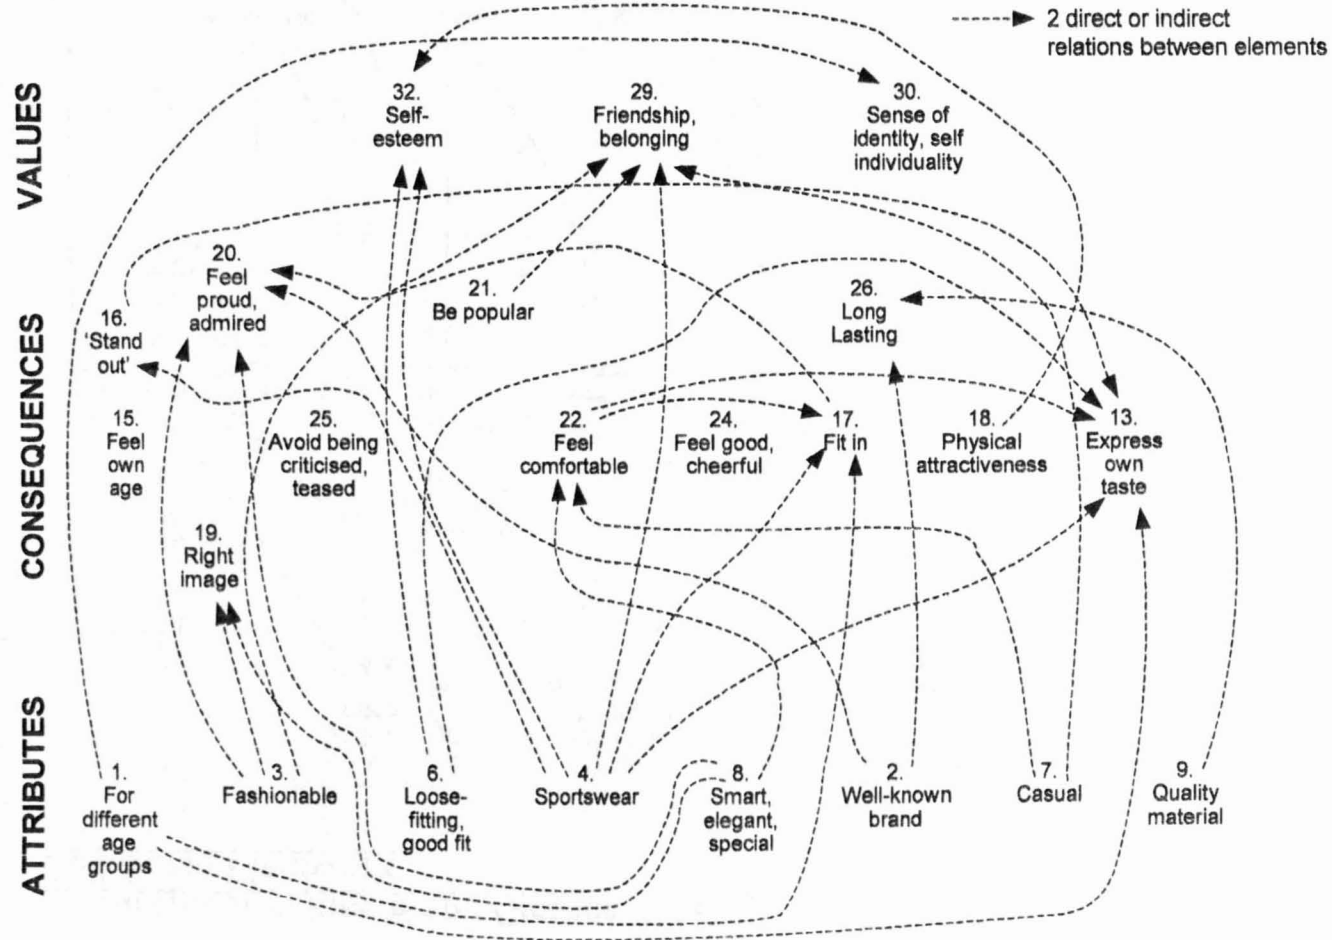 2 direct or indirect
relations between elements
VALUES
32.
Self-
esteem
29.
Friendship,
belonging
30.
Sense of
identity, self
individuality
CONSEQUENCES
20.
Feel
proud,
admired
21.
Be popular
26.
Long
Lasting
16.
‘Stand
out’
15.
Feel
own
age
25.
Avoid being
criticised,
teased
22.
Feel
comfortable
24.
Feel good,
cheerful
17.
Fit in
18.
Physical
attractiveness
13.
Express
own
taste
19.
Right
image
ATTRIBUTES
1.
For
different
age
groups
3.
Fashionable
6.
Loose-
fitting,
good fit
4.
Sportswear
8.
Smart,
elegant,
special
2.
Well-known
brand
7.
Casual
9.
Quality
material